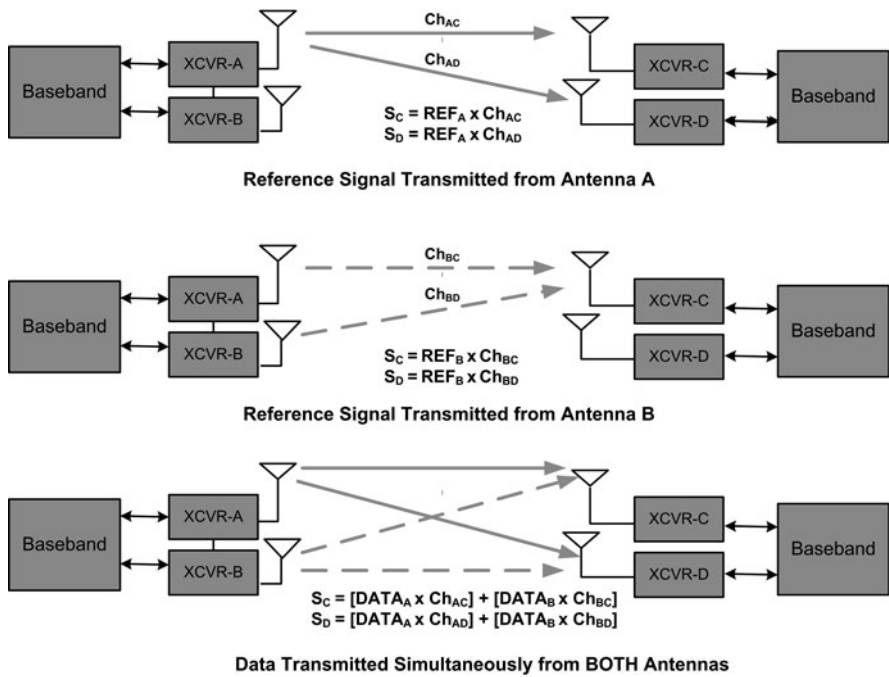 Ch_AC
Baseband XCVR-A XCVR-C Baseband
Ch_AD
XCVR-B XCVR-D
S_C = REF_A x Ch_AC
S_D = REF_A x Ch_AD
Reference Signal Transmitted from Antenna A
Ch_BC
Baseband XCVR-A XCVR-C Baseband
Ch_BD
XCVR-B XCVR-D
S_C = REF_B x Ch_BC
S_D = REF_B x Ch_BD
Reference Signal Transmitted from Antenna B
Baseband XCVR-A XCVR-C Baseband
XCVR-B XCVR-D
S_C = [DATA_A x Ch_AC] + [DATA_B x Ch_BC]
S_D = [DATA_A x Ch_AD] + [DATA_B x Ch_BD]
Data Transmitted Simultaneously from BOTH Antennas